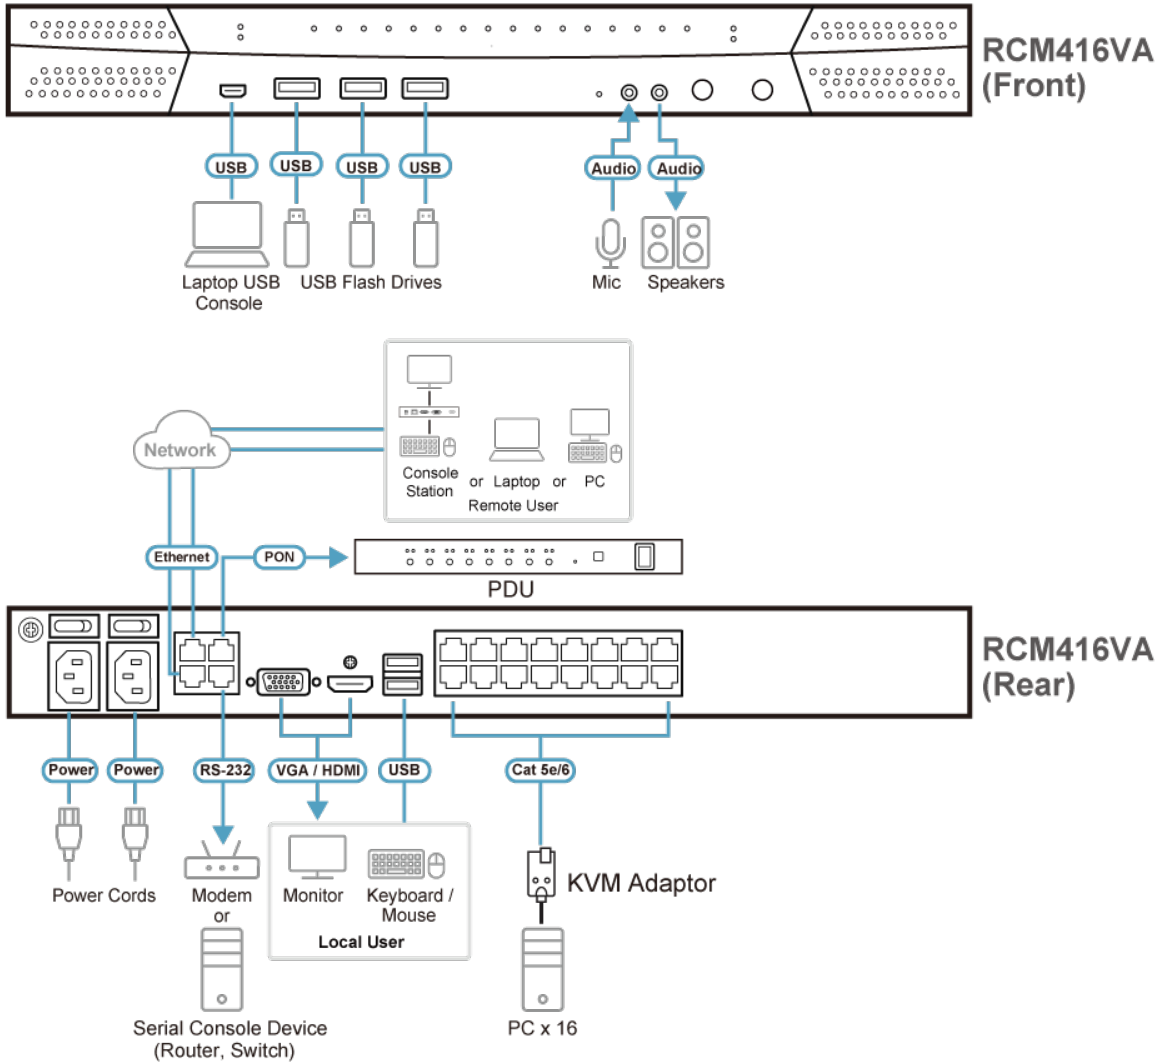 RCM416VA
(Front)
USB
USB
USB
USB
Audio
Audio
Laptop USB
Console
USB Flash Drives
Mic
Speakers
Network
Console
Station
or
Laptop
or
PC
Remote User
Ethernet
PON
PDU
RCM416VA
(Rear)
Power
Power
RS-232
VGA / HDMI
USB
Cat 5e/6
Power Cords
Modem
or
Monitor
Keyboard /
Mouse
Local User
KVM Adaptor
Serial Console Device
(Router, Switch)
PC x 16